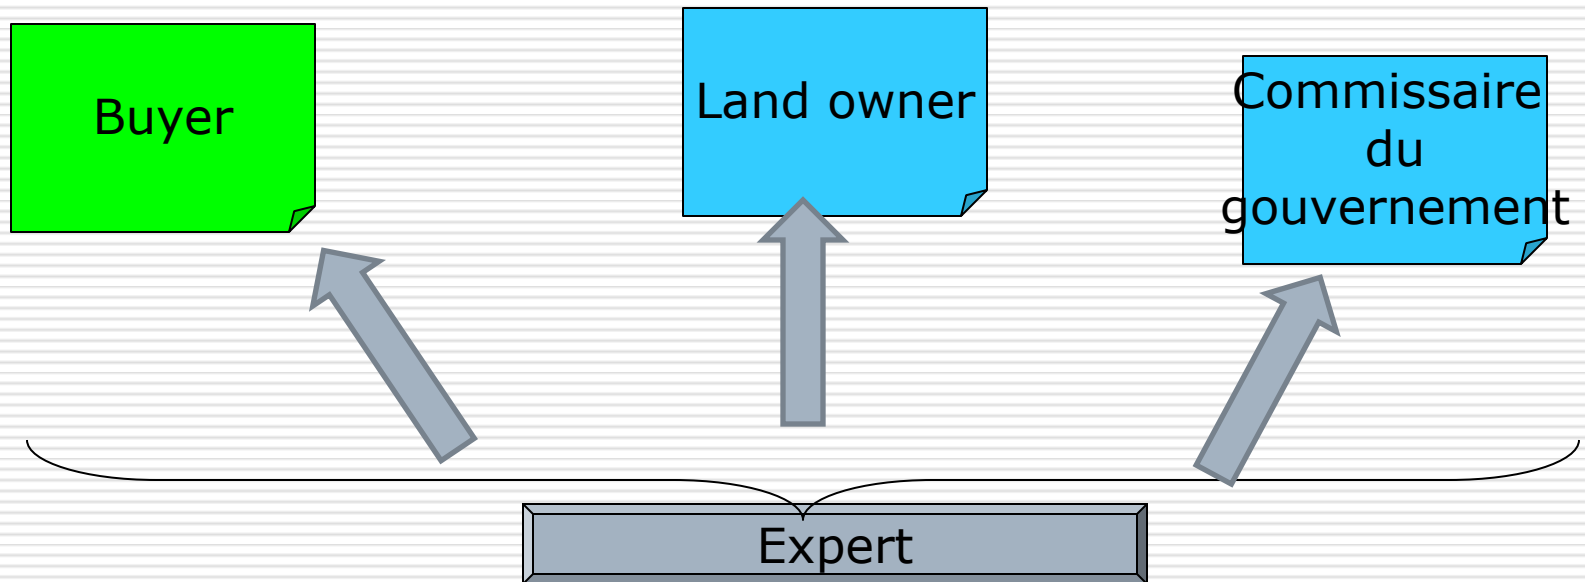 Buyer
Land owner
Commissaire
du
gouvernement
Expert